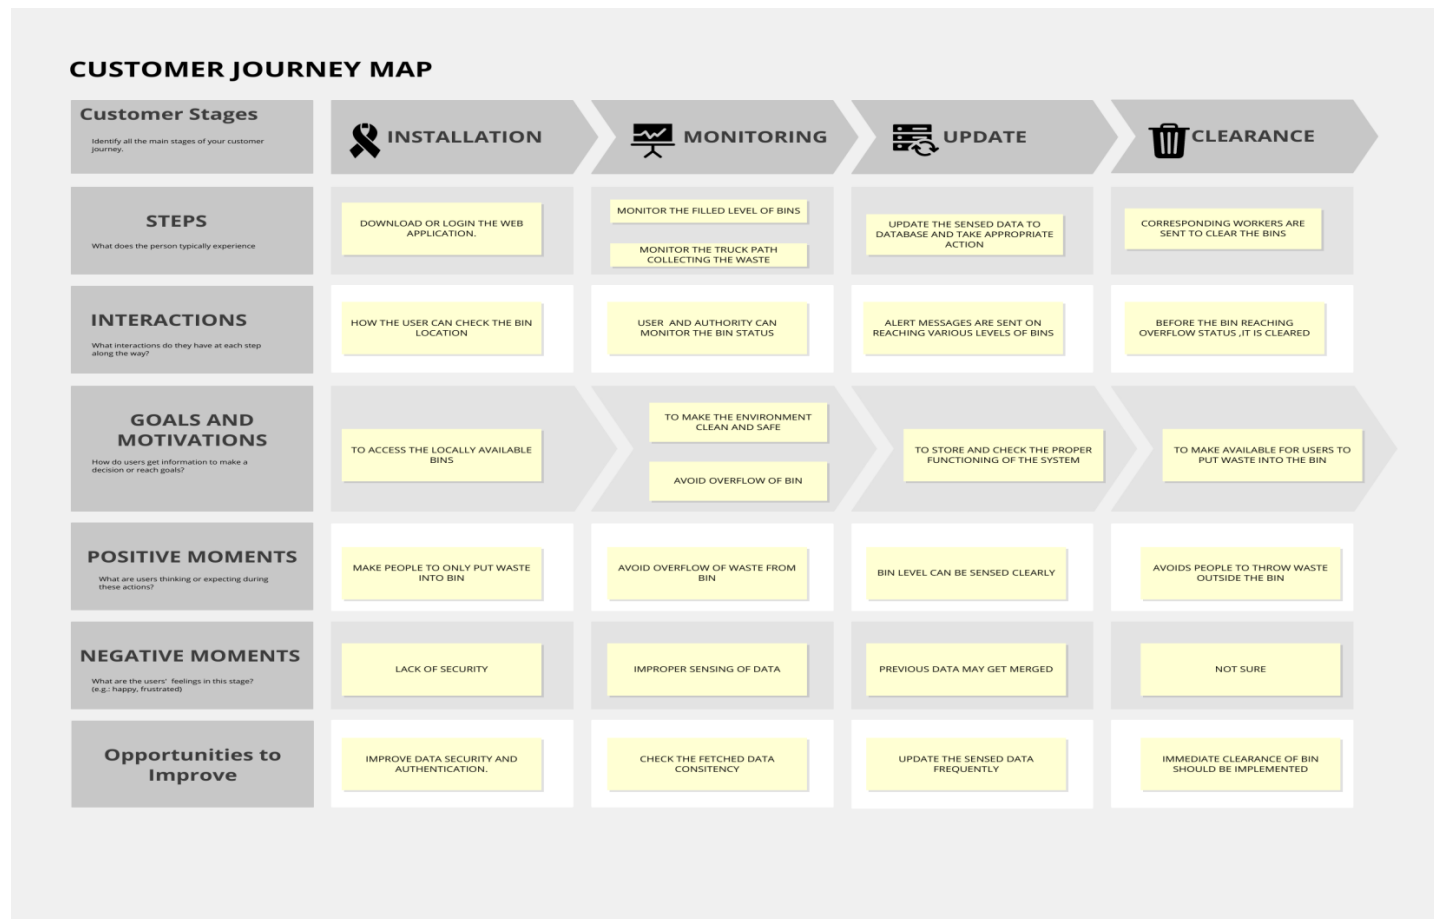 CUSTOMER JOURNEY MAP
Customer Stages
Identify all the main stages of your customer
journey.
INSTALLATION
MONITORING
UPDATE
CLEARANCE
STEPS
What does the person typically experience
DOWNLOAD OR LOGIN THE WEB
APPLICATION.
MONITOR THE FILLED LEVEL OF BINS
MONITOR THE TRUCK PATH
COLLECTING THE WASTE
UPDATE THE SENSED DATA TO
DATABASE AND TAKE APPROPRIATE
ACTION
CORRESPONDING WORKERS ARE
SENT TO CLEAR THE BINS
INTERACTIONS
What interactions do they have at each step
along the way?
HOW THE USER CAN CHECK THE BIN
LOCATION
USER AND AUTHORITY CAN
MONITOR THE BIN STATUS
ALERT MESSAGES ARE SENT ON
REACHING VARIOUS LEVELS OF BINS
BEFORE THE BIN REACHING
OVERFLOW STATUS ,IT IS CLEARED
GOALS AND
MOTIVATIONS
How do users get information to make a
decision or reach goals?
TO ACCESS THE LOCALLY AVAILABLE
BINS
TO MAKE THE ENVIRONMENT
CLEAN AND SAFE
AVOID OVERFLOW OF BIN
TO STORE AND CHECK THE PROPER
FUNCTIONING OF THE SYSTEM
TO MAKE AVAILABLE FOR USERS TO
PUT WASTE INTO THE BIN
POSITIVE MOMENTS
What are users thinking or expecting during
these actions?
MAKE PEOPLE TO ONLY PUT WASTE
INTO BIN
AVOID OVERFLOW OF WASTE FROM
BIN
BIN LEVEL CAN BE SENSED CLEARLY
AVOIDS PEOPLE TO THROW WASTE
OUTSIDE THE BIN
NEGATIVE MOMENTS
What are the users' feelings in this stage?
(e.g.: happy, frustrated)
LACK OF SECURITY
IMPROPER SENSING OF DATA
PREVIOUS DATA MAY GET MERGED
NOT SURE
Opportunities to
Improve
IMPROVE DATA SECURITY AND
AUTHENTICATION.
CHECK THE FETCHED DATA
CONSITENCY
UPDATE THE SENSED DATA
FREQUENTLY
IMMEDIATE CLEARANCE OF BIN
SHOULD BE IMPLEMENTED